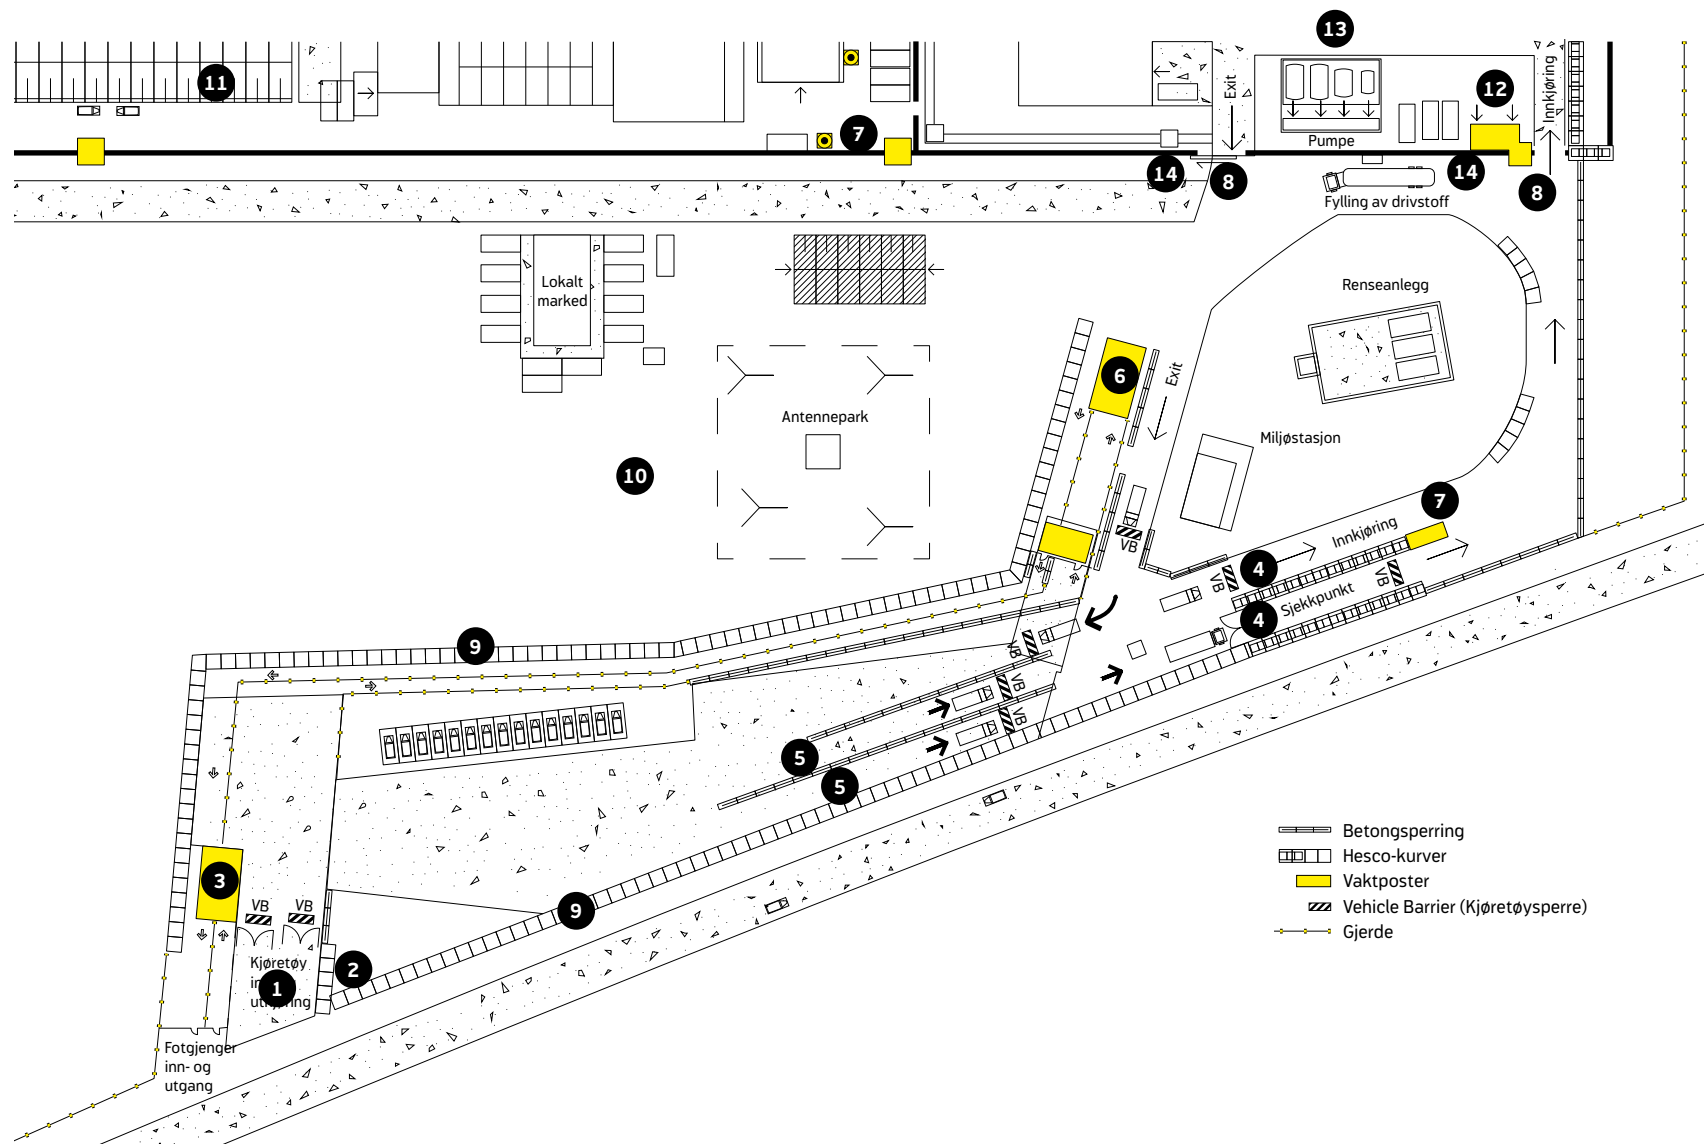 13
11
Exit
Innkjøring
12
7
Pumpe
14
8
14
8
Fylling av drivstoff
Lokalt
marked
Renseanlegg
6
Exit
Antennepark
Miljøstasjon
10
7
VB
Innkjøring
4
VB
VB
Sjekkpunkt
4
9
VB
VB
VB
5
5
Betongsperring
Hesco-kurver
3
Vaktposter
VB
VB
Vehicle Barrier (Kjøretøysperre)
9
Gjerde
2
Kjøretøy
1
Fotgjenger
inn- og
utgang